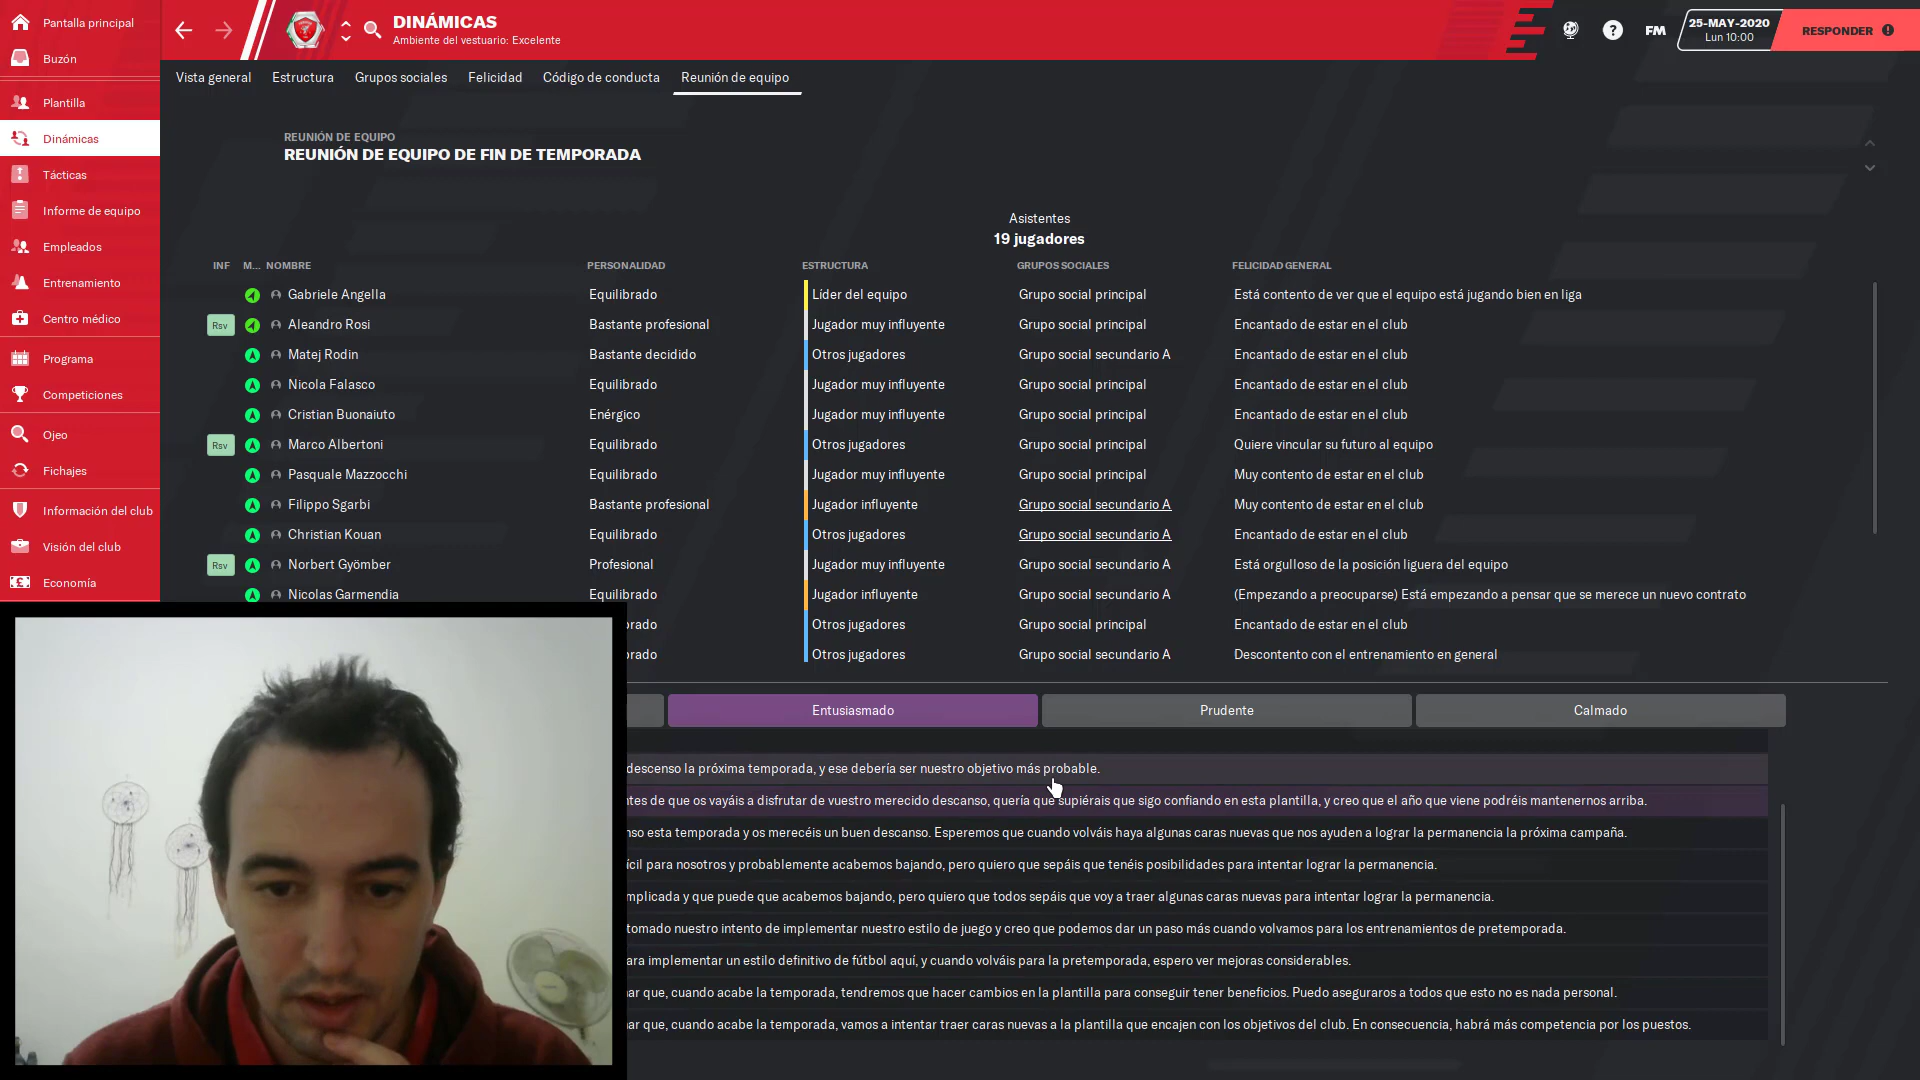 Pantalla principal
Buzón
Plantilla
Dinámicas
Tácticas
Informe de equipo
Empleados
Entrenamiento
Centro médico
Programa
Competiciones
Ojeo
Fichajes
Información del club
Visión del club
Economía
DINÁMICAS
Ambiente del vestuario: Excelente
FM
25-MAY-2020
Lun 10:00
RESPONDER
Vista general Estructura Grupos sociales Felicidad Código de conducta Reunión de equipo
REUNIÓN DE EQUIPO
REUNIÓN DE EQUIPO DE FIN DE TEMPORADA
Asistentes
19 jugadores
INF M... NOMBRE PERSONALIDAD ESTRUCTURA GRUPOS SOCIALES FELICIDAD GENERAL
Gabriele Angella Equilibrado Líder del equipo Grupo social principal Está contento de ver que el equipo está jugando bien en liga
Rsv Aleandro Rosi Bastante profesional Jugador muy influyente Grupo social principal Encantado de estar en el club
Matej Rodin Bastante decidido Otros jugadores Grupo social secundario A Encantado de estar en el club
Nicola Falasco Equilibrado Jugador muy influyente Grupo social principal Encantado de estar en el club
Cristian Buonaiuto Enérgico Jugador muy influyente Grupo social principal Encantado de estar en el club
Rsv Marco Albertoni Equilibrado Otros jugadores Grupo social principal Quiere vincular su futuro al equipo
Pasquale Mazzocchi Equilibrado Jugador muy influyente Grupo social principal Muy contento de estar en el club
Filippo Sgarbi Bastante profesional Jugador influyente Grupo social secundario A Muy contento de estar en el club
Christian Kouan Equilibrado Otros jugadores Grupo social secundario A Encantado de estar en el club
Rsv Norbert Gyömber Profesional Jugador muy influyente Grupo social secundario A Está orgulloso de la posición liguera del equipo
Nicolas Garmendia Equilibrado Jugador influyente Grupo social secundario A (Empezando a preocuparse) Está empezando a pensar que se merece un nuevo contrato
brado Otros jugadores Grupo social principal Encantado de estar en el club
brado Otros jugadores Grupo social secundario A Descontento con el entrenamiento en general
Entusiasmado Prudente Calmado
descenso la próxima temporada, y ese debería ser nuestro objetivo más probable.
ntes de que os vayáis a disfrutar de vuestro merecido descanso, quería que supiérais que sigo confiando en esta plantilla, y creo que el año que viene podréis mantenernos arriba.
nso esta temporada y os merecéis un buen descanso. Esperemos que cuando volváis haya algunas caras nuevas que nos ayuden a lograr la permanencia la próxima campaña.
ícil para nosotros y probablemente acabemos bajando, pero quiero que sepáis que tenéis posibilidades para intentar lograr la permanencia.
mplicada y que puede que acabemos bajando, pero quiero que todos sepáis que voy a traer algunas caras nuevas para intentar lograr la permanencia.
tomado nuestro intento de implementar nuestro estilo de juego y creo que podemos dar un paso más cuando volvamos para los entrenamientos de pretemporada.
ara implementar un estilo definitivo de fútbol aquí, y cuando volváis para la pretemporada, espero ver mejoras considerables.
ar que, cuando acabe la temporada, tendremos que hacer cambios en la plantilla para conseguir tener beneficios. Puedo aseguraros a todos que esto no es nada personal.
ar que, cuando acabe la temporada, vamos a intentar traer caras nuevas a la plantilla que encajen con los objetivos del club. En consecuencia, habrá más competencia por los puestos.